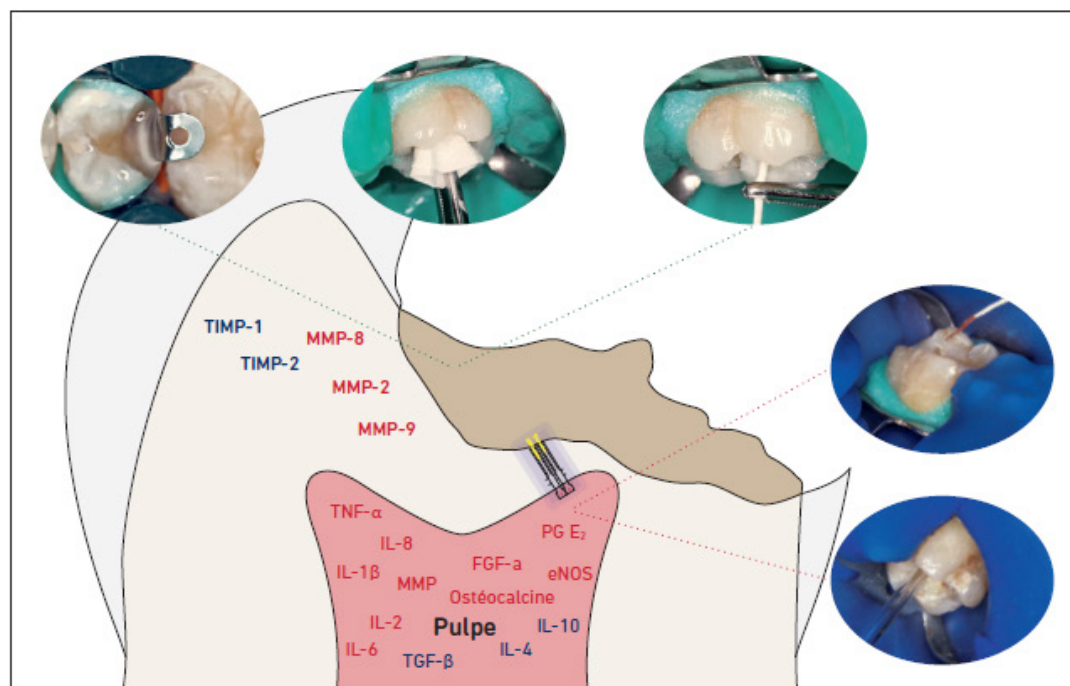 TIMP-1
MMP-8
TIMP-2
MMP-2
MMP-9
TNF-α
PG E₂
IL-8
FGF-a
IL-1β
MMP
eNOS
Ostéocalcine
IL-2
Pulpe
IL-10
IL-6
TGF-β
IL-4